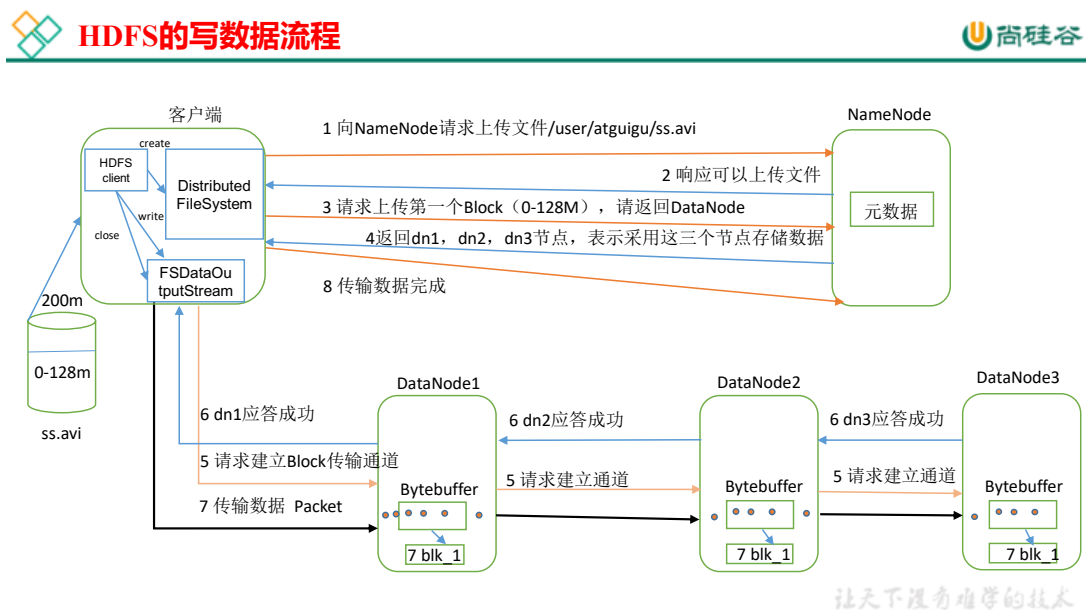 HDFS的写数据流程
尚硅谷
客户端
NameNode
1 向NameNode请求上传文件/user/atguigu/ss.avi
create
HDFS
client
Distributed
FileSystem
2 响应可以上传文件
3 请求上传第一个Block（0-128M），请返回DataNode
元数据
write
close
4返回dn1，dn2，dn3节点，表示采用这三个节点存储数据
FSDataOu
tputStream
8 传输数据完成
200m
0-128m
ss.avi
DataNode1
DataNode2
DataNode3
6 dn1应答成功
6 dn2应答成功
6 dn3应答成功
5 请求建立Block传输通道
5 请求建立通道
5 请求建立通道
Bytebuffer
Bytebuffer
Bytebuffer
7 传输数据 Packet
7 blk_1
7 blk_1
7 blk_1
让天下没有难学的技术